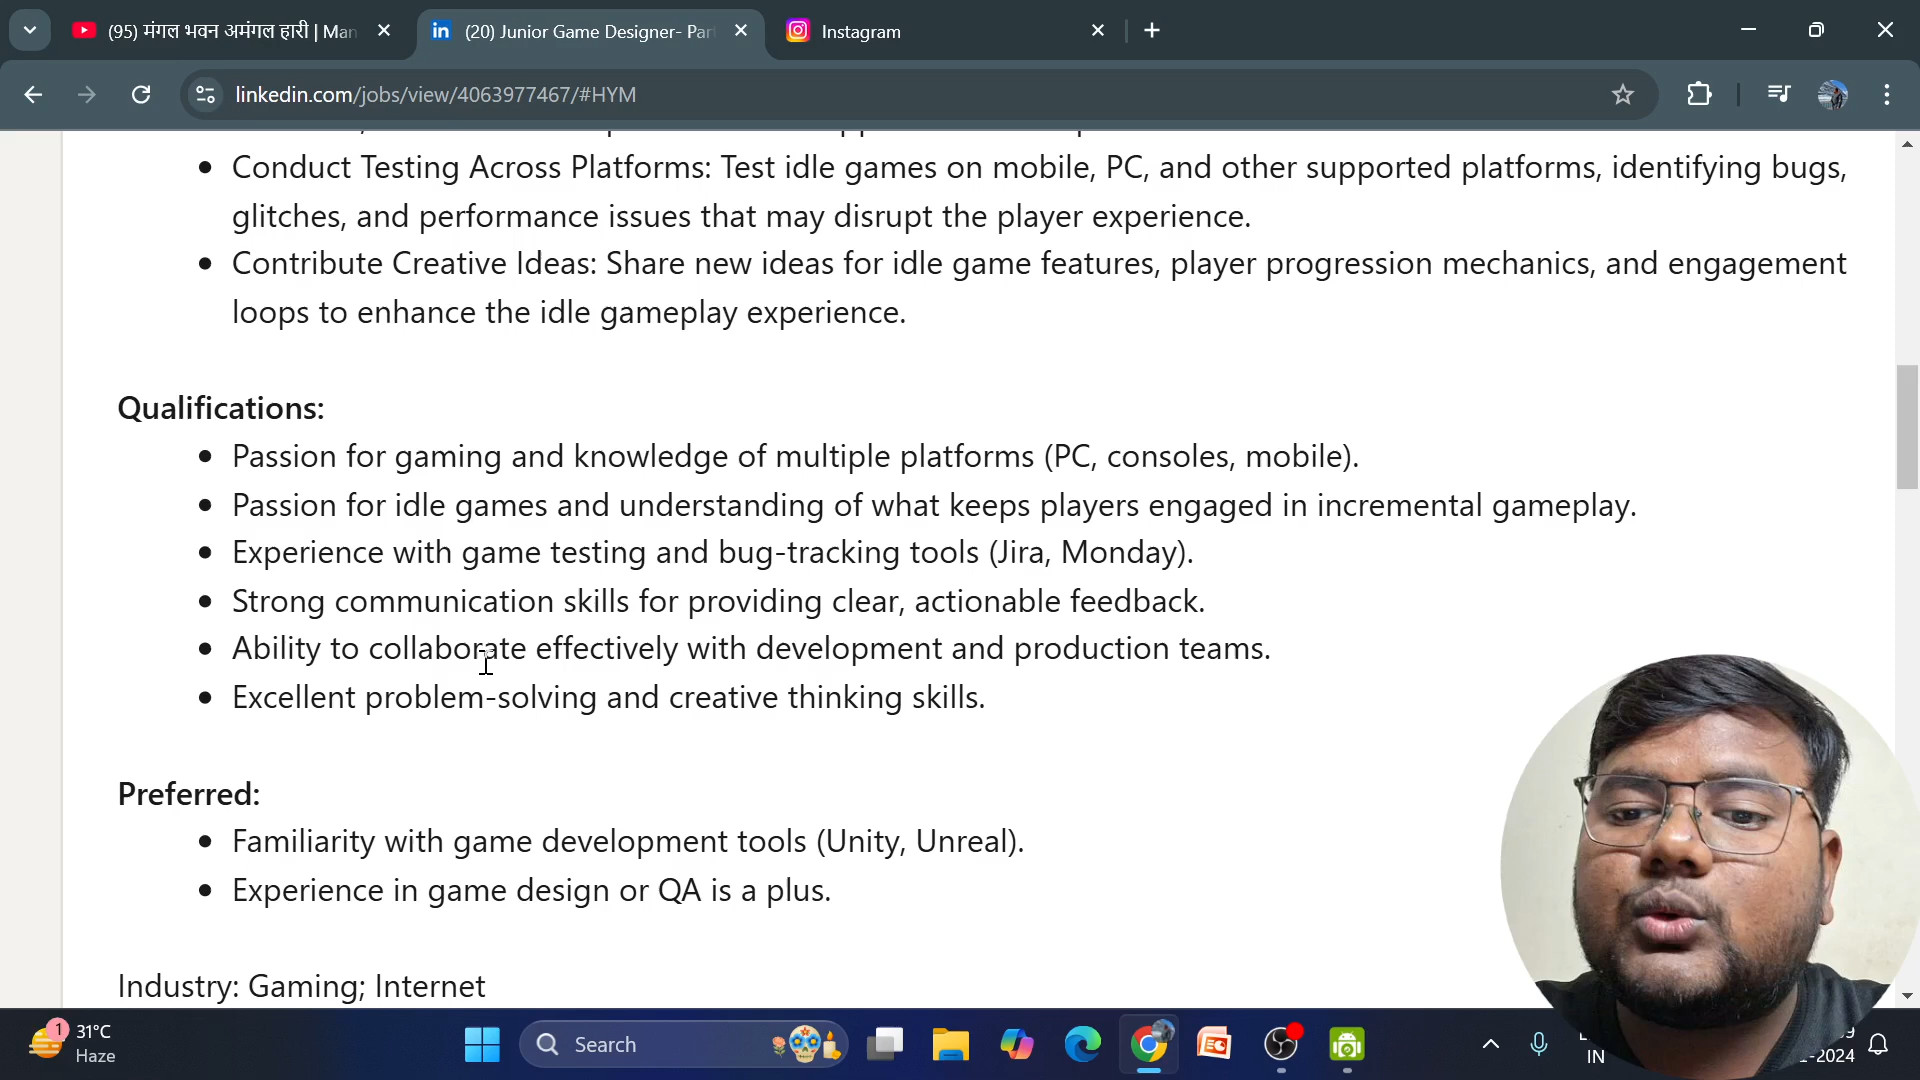 (95) मंगल भवन अमंगल हारी | Man
(20) Junior Game Designer- Par
Instagram
linkedin.com/jobs/view/4063977467/#HYM
Conduct Testing Across Platforms: Test idle games on mobile, PC, and other supported platforms, identifying bugs,
glitches, and performance issues that may disrupt the player experience.
Contribute Creative Ideas: Share new ideas for idle game features, player progression mechanics, and engagement
loops to enhance the idle gameplay experience.
Qualifications:
Passion for gaming and knowledge of multiple platforms (PC, consoles, mobile).
Passion for idle games and understanding of what keeps players engaged in incremental gameplay.
Experience with game testing and bug-tracking tools (Jira, Monday).
Strong communication skills for providing clear, actionable feedback.
Ability to collaborate effectively with development and production teams.
Excellent problem-solving and creative thinking skills.
Preferred:
Familiarity with game development tools (Unity, Unreal).
Experience in game design or QA is a plus.
Industry: Gaming; Internet
1
31°C
Haze
Search
IN
-2024